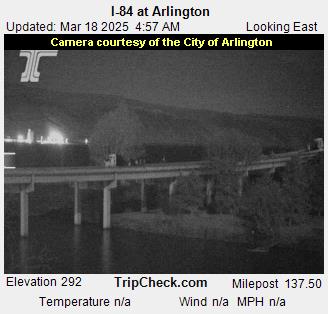 I-84 at Arlington
Updated: Mar 18 2025 4:57 AM Looking East
Camera courtesy of the City of Arlington
Elevation 292 TripCheck.com Milepost 137.50
Temperature n/a Wind n/a MPH n/a